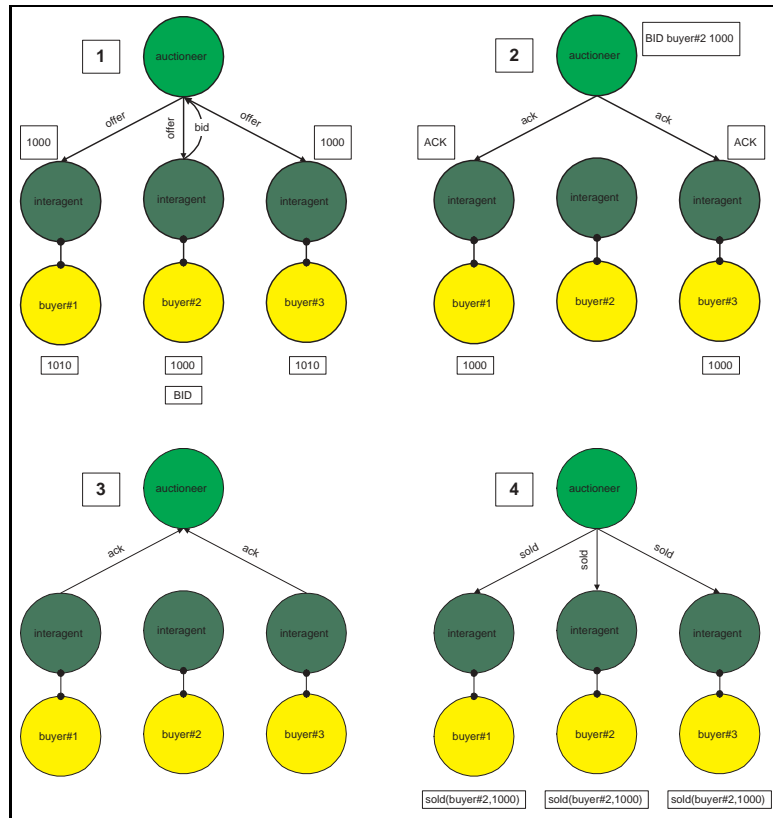 1
auctioneer
offer
offer
bid
offer
1000
1000
interagent
interagent
interagent
buyer#1
buyer#2
buyer#3
1010
1000
1010
BID
2
auctioneer
BID buyer#2 1000
ack
ack
ACK
ACK
interagent
interagent
interagent
buyer#1
buyer#2
buyer#3
1000
1000
3
auctioneer
ack
ack
interagent
interagent
interagent
buyer#1
buyer#2
buyer#3
4
auctioneer
sold
sold
sold
interagent
interagent
interagent
buyer#1
buyer#2
buyer#3
sold(buyer#2,1000)
sold(buyer#2,1000)
sold(buyer#2,1000)